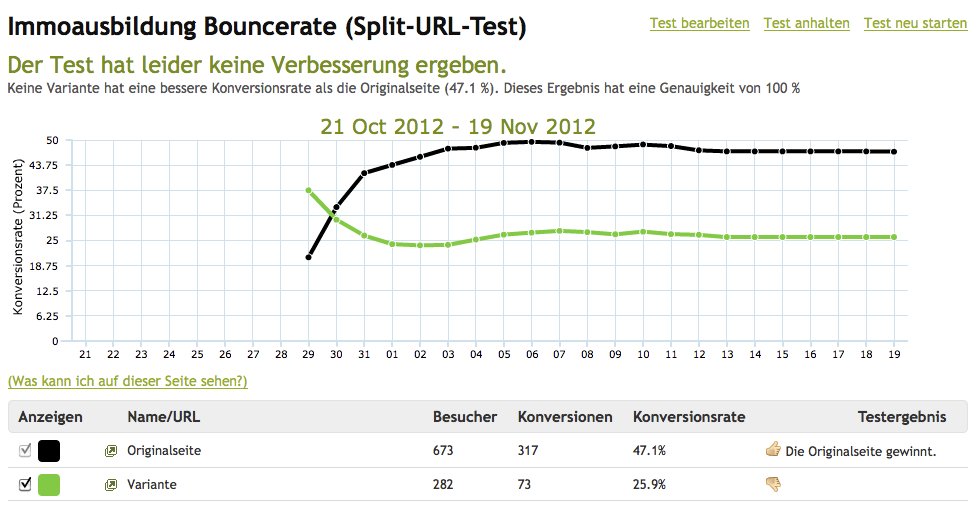 Immoausbildung Bouncerate (Split-URL-Test)
Test bearbeiten Test anhalten Test neu starten
Der Test hat leider keine Verbesserung ergeben.
Keine Variante hat eine bessere Konversionsrate als die Originalseite (47.1 %). Dieses Ergebnis hat eine Genauigkeit von 100 %
21 Oct 2012 - 19 Nov 2012
Konversionsrate (Prozent)
50
43.75
37.5
31.25
25
18.75
12.5
6.25
0
21 22 23 24 25 26 27 28 29 30 31 01 02 03 04 05 06 07 08 09 10 11 12 13 14 15 16 17 18 19
(Was kann ich auf dieser Seite sehen?)
Anzeigen Name/URL Besucher Konversionen Konversionsrate Testergebnis
Originalseite 673 317 47.1% Die Originalseite gewinnt.
Variante 282 73 25.9%